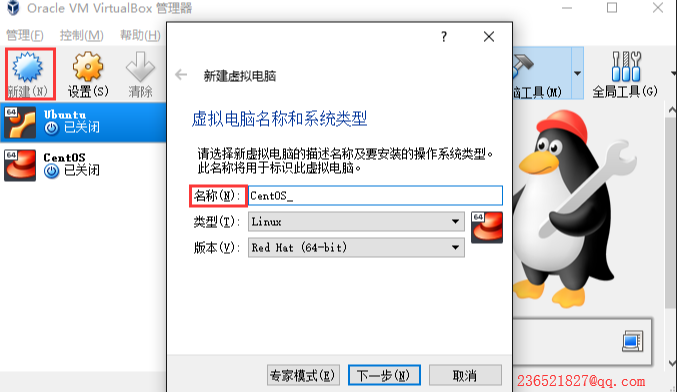 Oracle VM VirtualBox 管理器
管理(F) 控制(M) 帮助(H)
新建(N) 设置(S) 清除
脑工具(M) 全局工具(G)
64 Ubuntu
已关闭
64 CentOS
已关闭
?
新建虚拟电脑
虚拟电脑名称和系统类型
请选择新虚拟电脑的描述名称及要安装的操作系统类型。
此名称将用于标识此虚拟电脑。
名称(N): CentOS_
类型(T): Linux
64
版本(V): Red Hat (64-bit)
专家模式(E) 下一步(N) 取消
236521827@qq.com